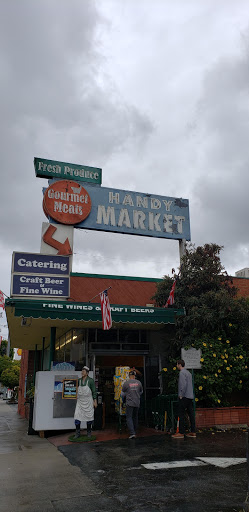 Fresh Produce
Gourmet
Meats
HANDY
MARKET
Catering
Craft Beer
Fine Wine
FINE WINES & CRAFT BEERS